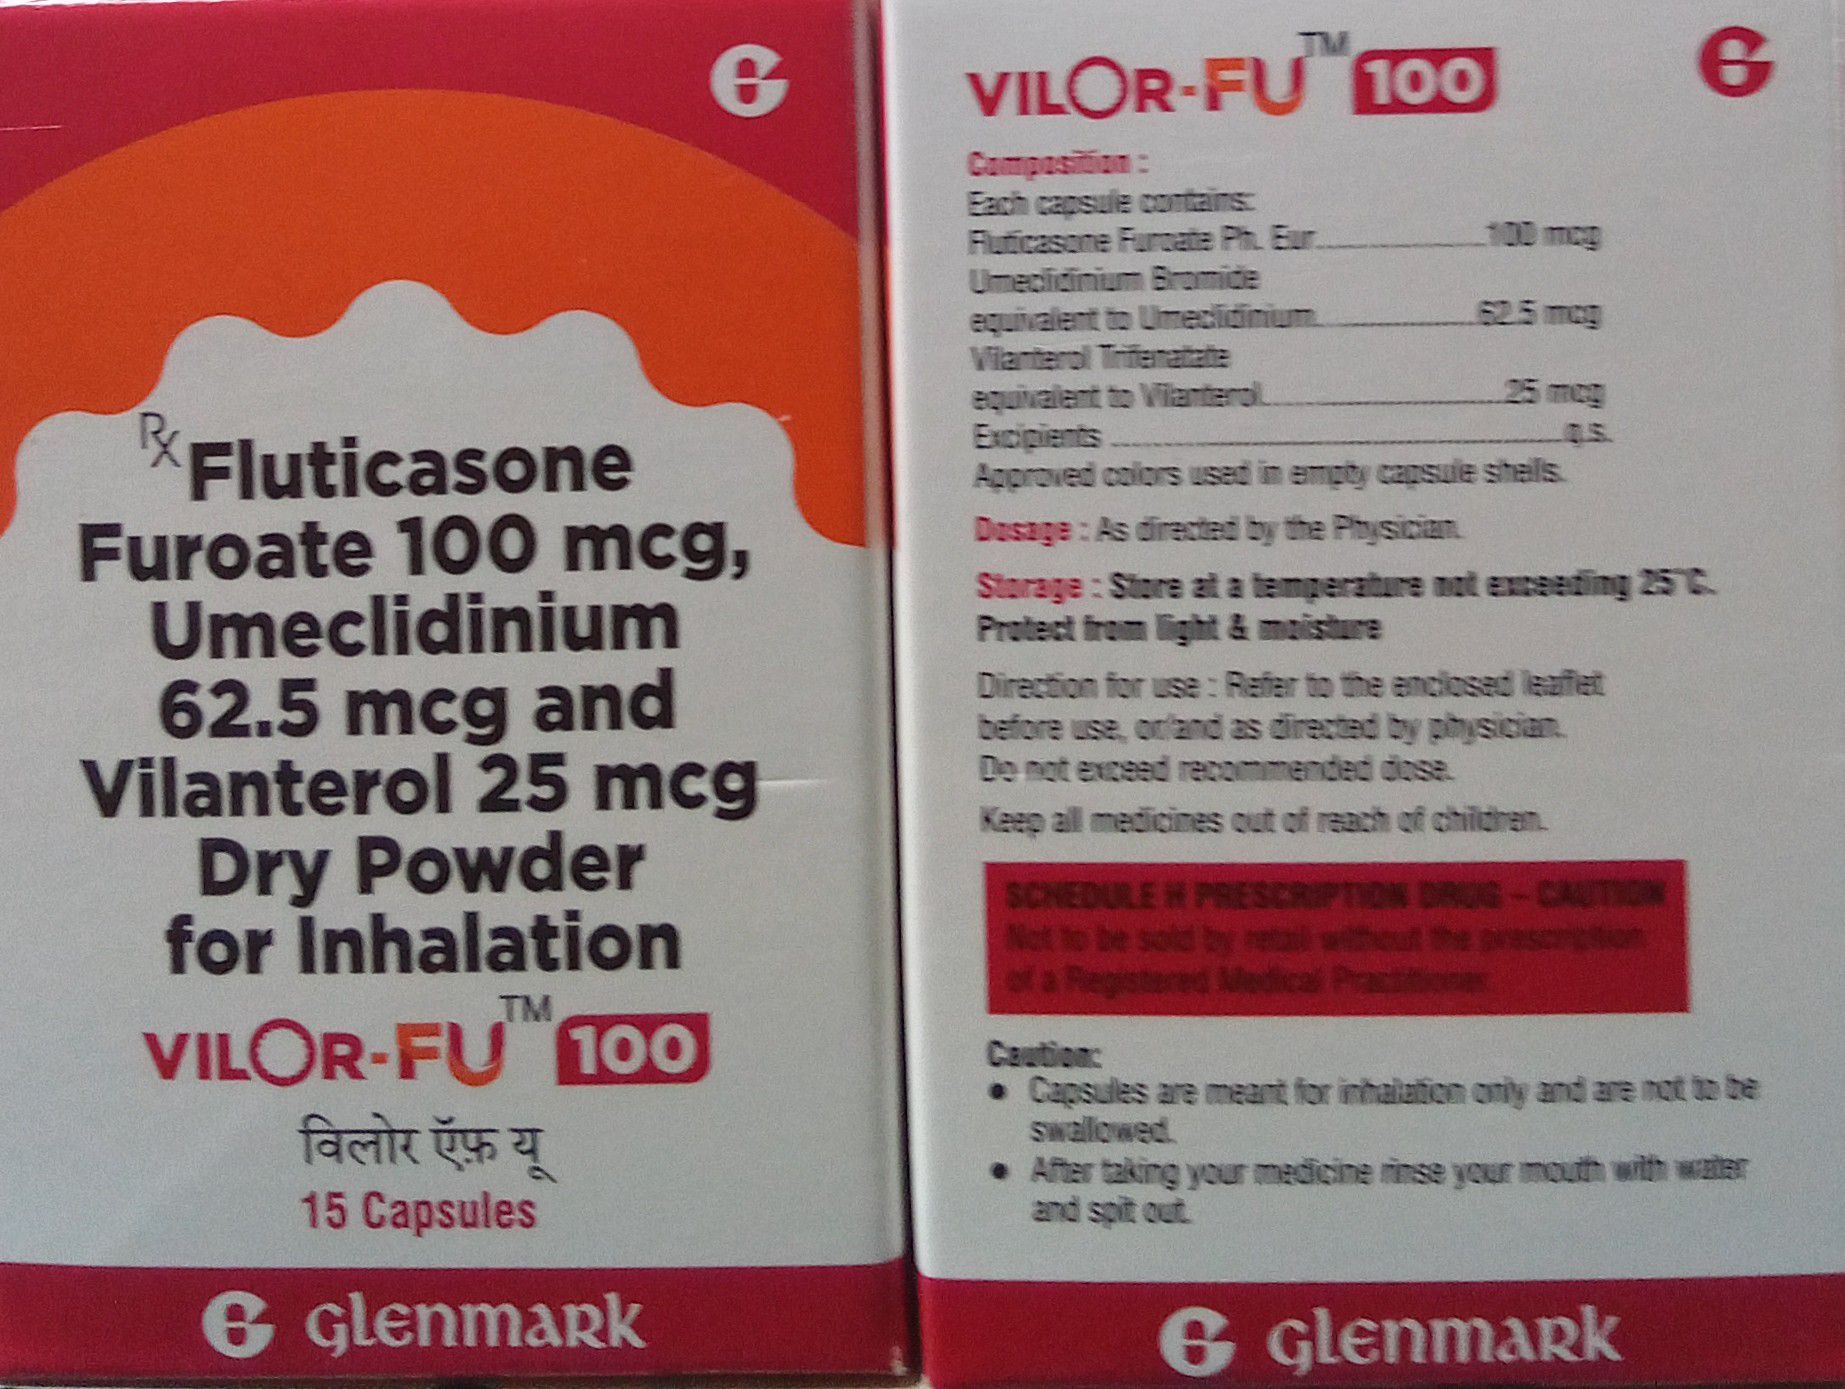 Rx Fluticasone
Furoate 100 mcg,
Umeclidinium
62.5 mcg and
Vilanterol 25 mcg
Dry Powder
for Inhalation
VILOR-FU™ 100
विलोर ऍफ़ यू
15 Capsules
glenmark
VILOR-FU™ 100
Composition :
Each capsule contains:
Fluticasone Furoate Ph. Eur...................100 mcg
Umeclidinium Bromide
equivalent to Umeclidinium..................62.5 mcg
Vilanterol Trifenatate
equivalent to Vilanterol...........................25 mcg
Excipients ..................................................q.s.
Approved colors used in empty capsule shells.
Dosage : As directed by the Physician.
Storage : Store at a temperature not exceeding 25°C.
Protect from light & moisture
Direction for use : Refer to the enclosed leaflet
before use, or/and as directed by physician.
Do not exceed recommended dose.
Keep all medicines out of reach of children.
SCHEDULE H PRESCRIPTION DRUG – CAUTION
Not to be sold by retail without the prescription
of a Registered Medical Practitioner.
Caution:
• Capsules are meant for inhalation only and are not to be
swallowed.
• After taking your medicine rinse your mouth with water
and spit out.
glenmark